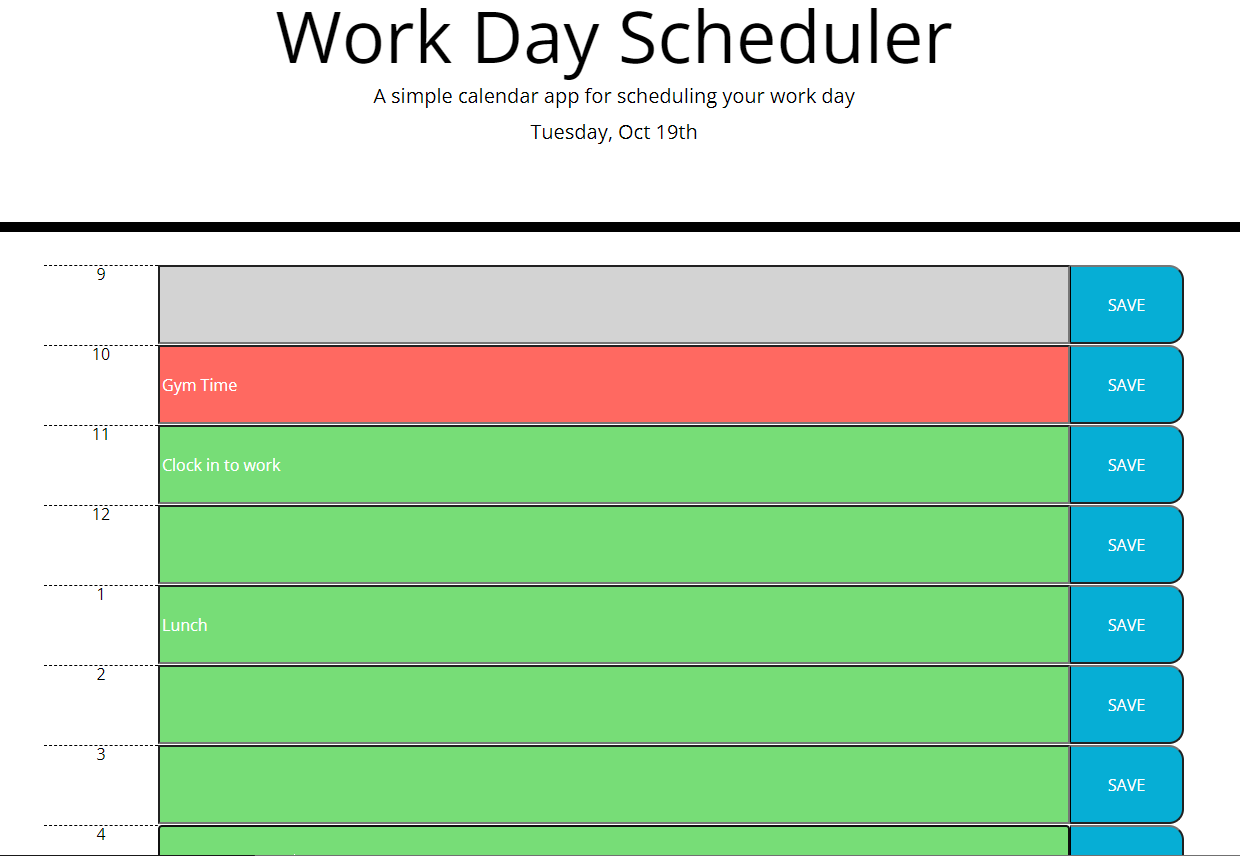 Work Day Scheduler
A simple calendar app for scheduling your work day
Tuesday, Oct 19th
9
SAVE
10
Gym Time
SAVE
11
Clock in to work
SAVE
12
SAVE
1
Lunch
SAVE
2
SAVE
3
SAVE
4